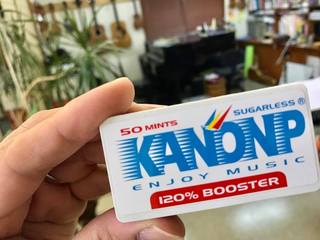 50 MINTS
SUGARLESS®
KANONP
ENJOY MUSIC
120% BOOSTER